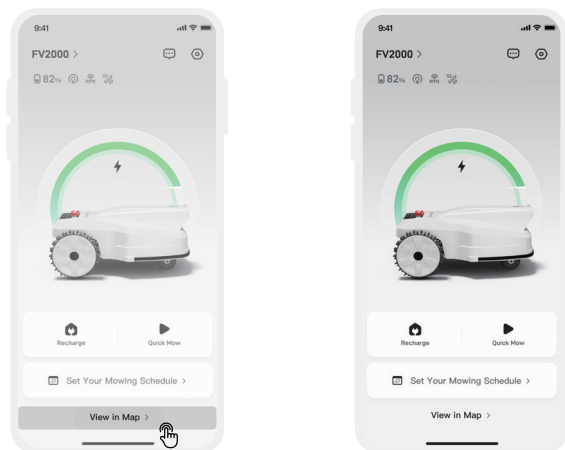 9:41
FV2000 >
82%
RTK
Recharge
Quick Mow
Set Your Mowing Schedule >
View in Map >
9:41
FV2000 >
82%
RTK
Recharge
Quick Mow
Set Your Mowing Schedule >
View in Map >